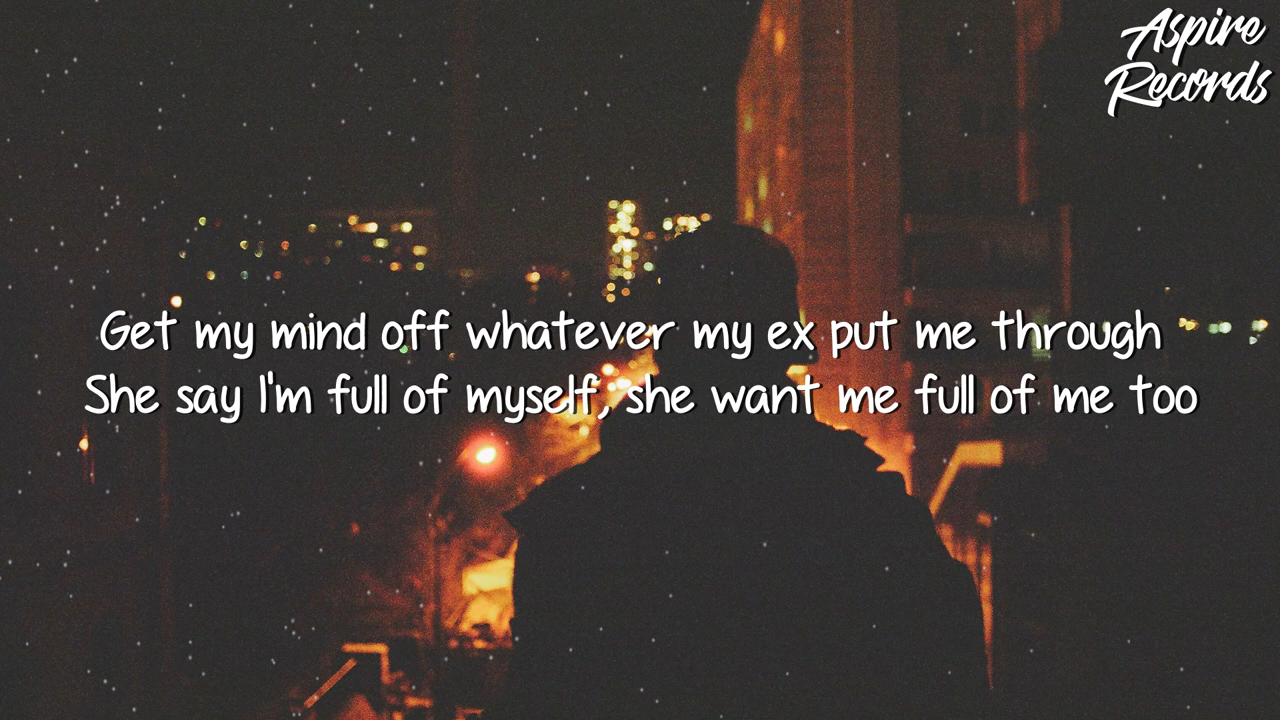 Aspire
Records
Get my mind off whatever my ex put me through
She say I'm full of myself, she want me full of me too